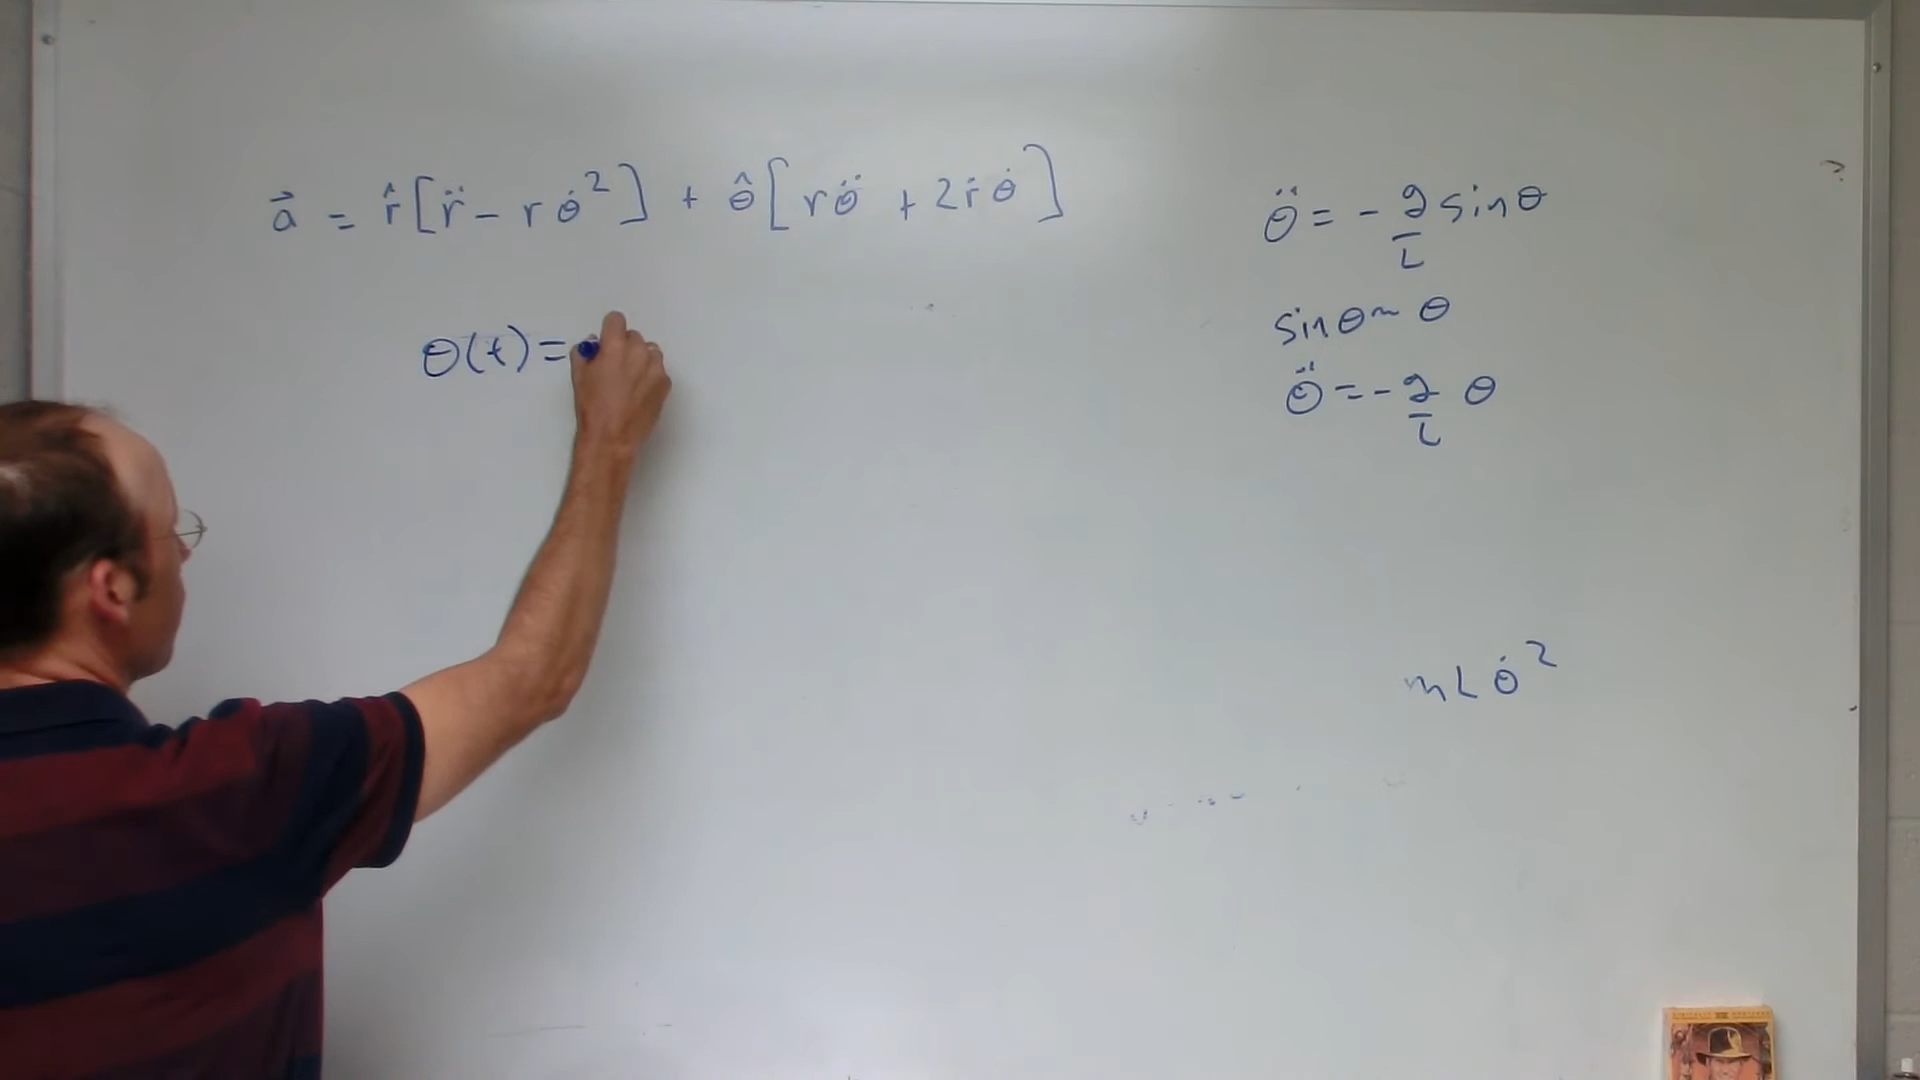 a⃗ = r̂[r̈ - rθ̇²] + θ̂[rθ̈ + 2ṙθ̇]
θ(t) =
θ̈ = - g/L sinθ
sinθ ~ θ
θ̈ = - g/L θ
mLθ̇²